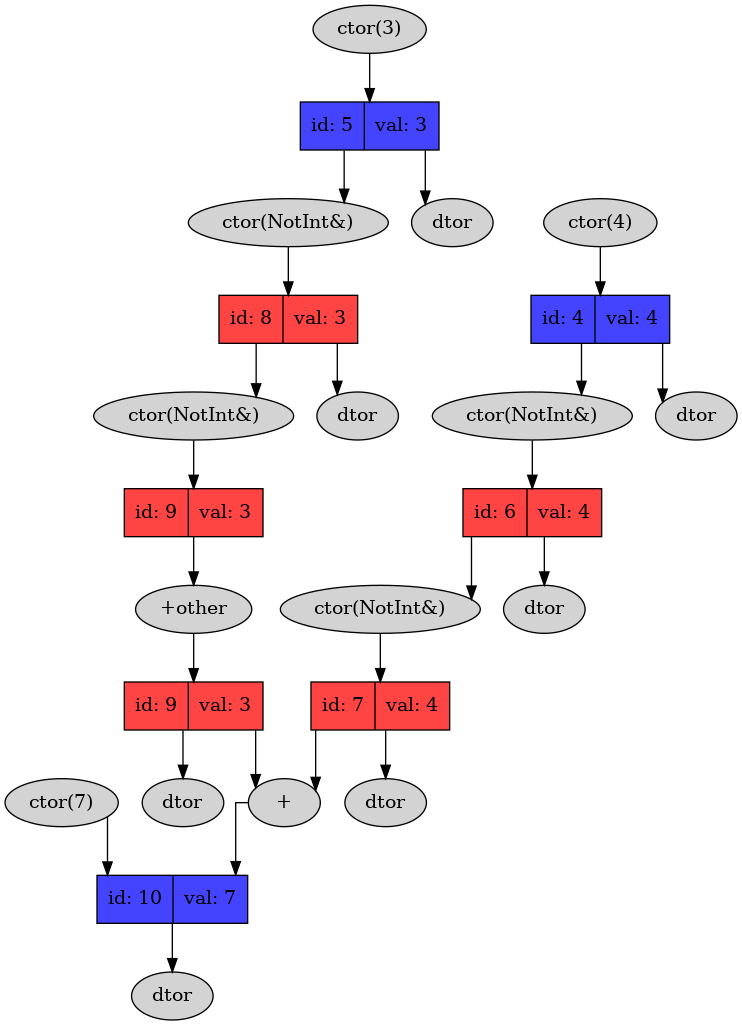 ctor(3)
id: 5 val: 3
ctor(NotInt&) dtor ctor(4)
id: 8 val: 3 id: 4 val: 4
ctor(NotInt&) dtor ctor(NotInt&) dtor
id: 9 val: 3 id: 6 val: 4
+other ctor(NotInt&) dtor
id: 9 val: 3 id: 7 val: 4
ctor(7) dtor + dtor
id: 10 val: 7
dtor